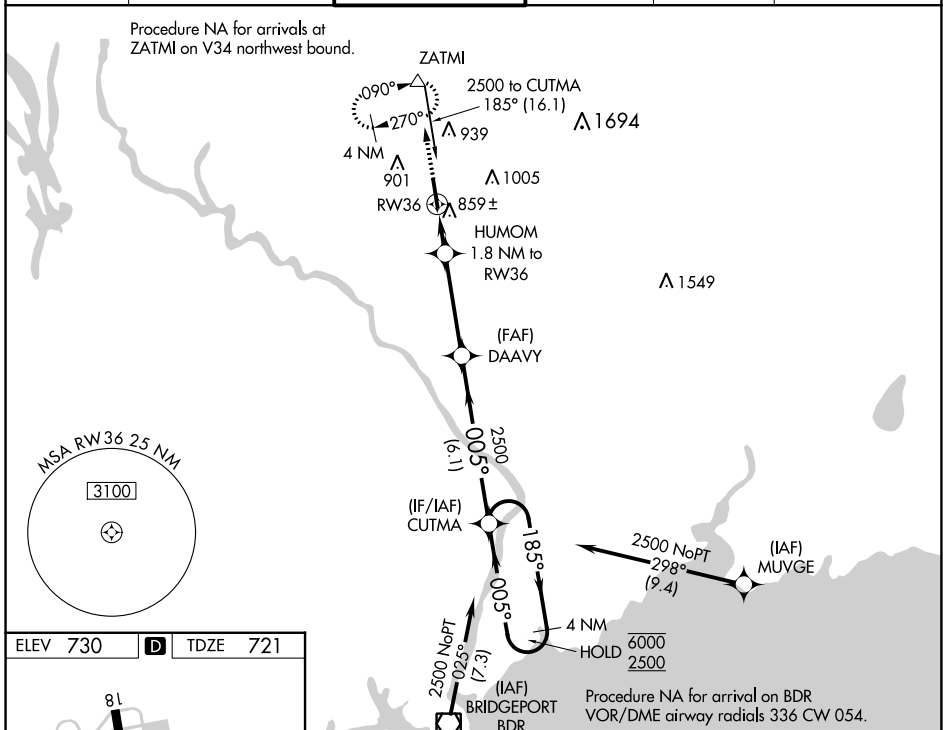 Procedure NA for arrivals at
ZATMI on V34 northwest bound.
ZATMI
090°
2500 to CUTMA
185° (16.1)
270°
1694
939
4 NM
901
1005
RW36
859 ±
HUMOM
1.8 NM to
RW36
1549
(FAF)
DAAVY
2500
005°
(6.1)
MSA RW36 25 NM
3100
(IF/IAF)
CUTMA
185°
005°
2500 NoPT
298°
(9.4)
(IAF)
MUVGE
4 NM
HOLD
6000
2500
2500 NoPT
025°
(7.3)
ELEV 730
D
TDZE 721
18
(IAF)
BRIDGEPORT
BDR
Procedure NA for arrival on BDR
VOR/DME airway radials 336 CW 054.